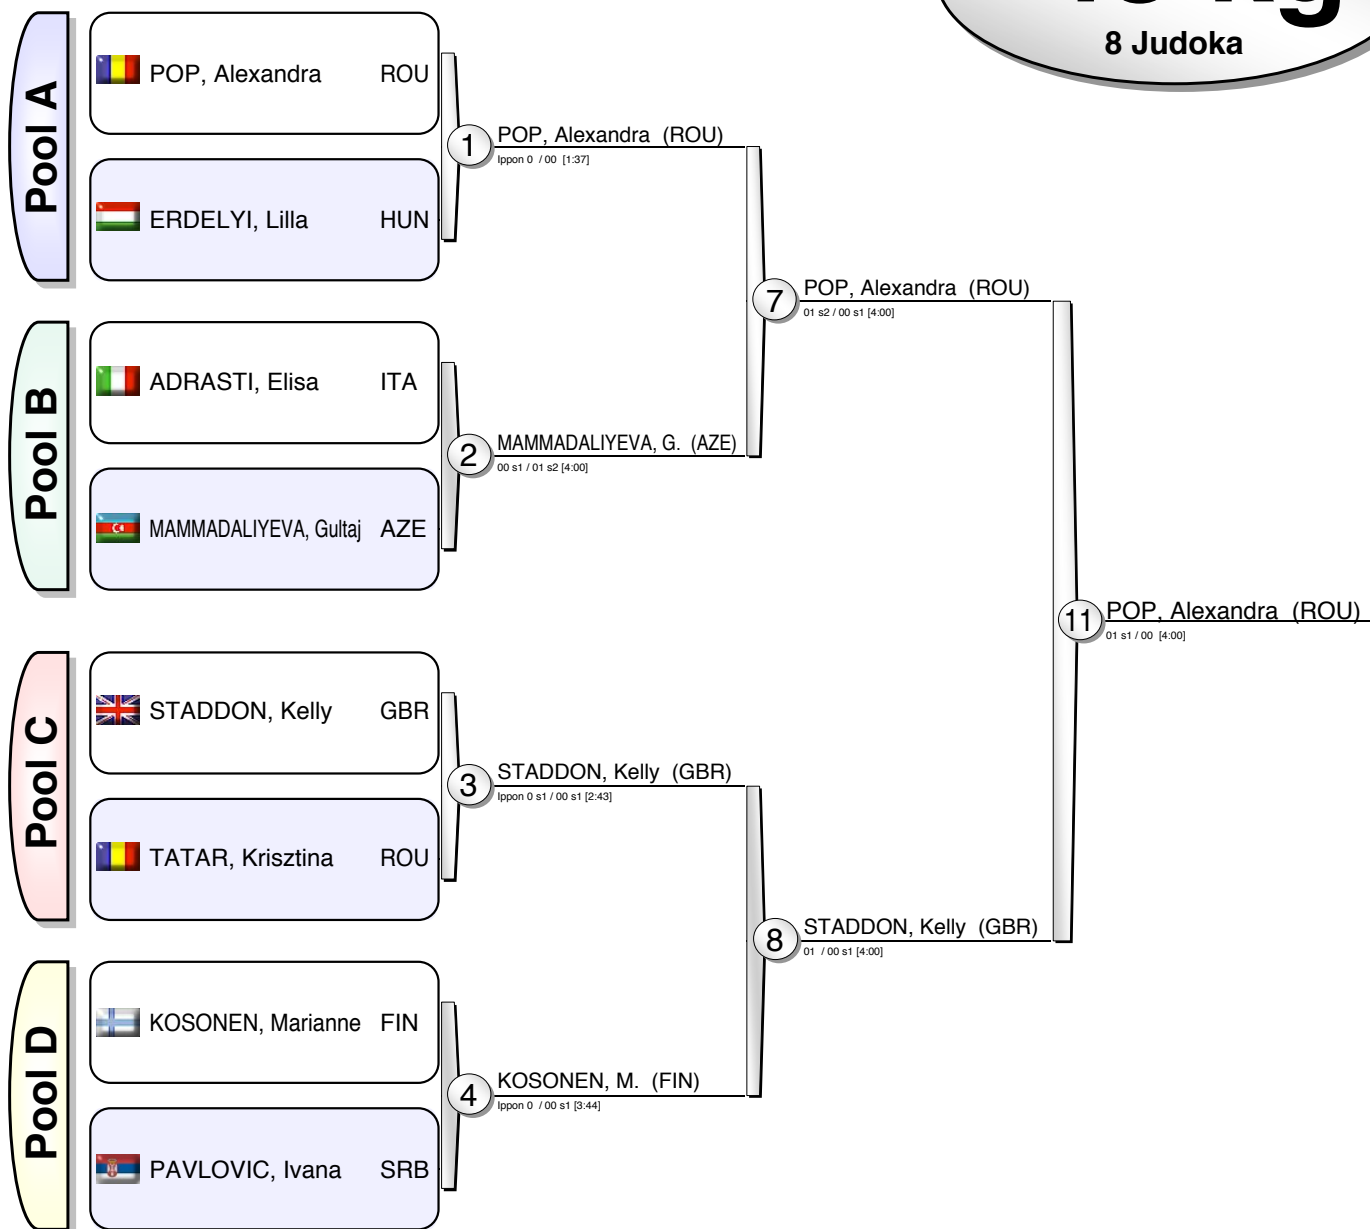 8 Judoka
Pool A
POP, Alexandra ROU
ERDELYI, Lilla HUN
1 POP, Alexandra (ROU)
Ippon 0 / 00 [1:37]
Pool B
ADRASTI, Elisa ITA
MAMMADALIYEVA, Gultaj AZE
2 MAMMADALIYEVA, G. (AZE)
00 s1 / 01 s2 [4:00]
7 POP, Alexandra (ROU)
01 s2 / 00 s1 [4:00]
Pool C
STADDON, Kelly GBR
TATAR, Krisztina ROU
3 STADDON, Kelly (GBR)
Ippon 0 s1 / 00 s1 [2:43]
Pool D
KOSONEN, Marianne FIN
PAVLOVIC, Ivana SRB
4 KOSONEN, M. (FIN)
Ippon 0 / 00 s1 [3:44]
8 STADDON, Kelly (GBR)
01 / 00 s1 [4:00]
11 POP, Alexandra (ROU)
01 s1 / 00 [4:00]